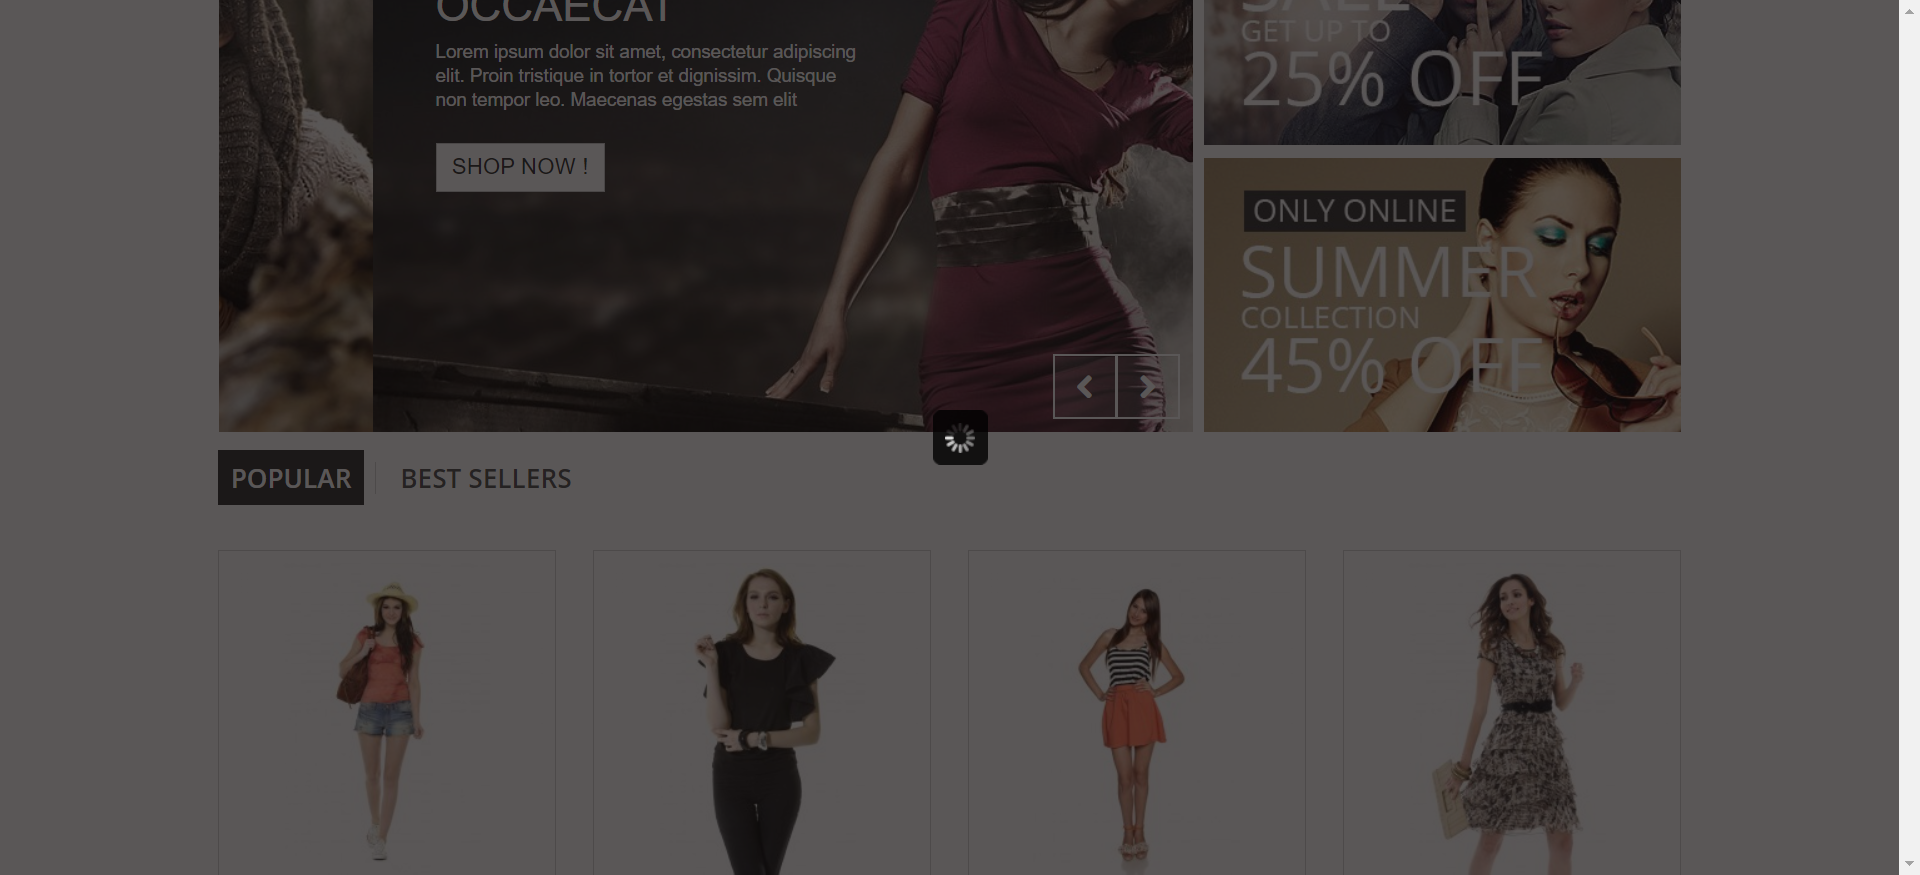 OCCAECAT
Lorem ipsum dolor sit amet, consectetur adipiscing
elit. Proin tristique in tortor et dignissim. Quisque
non tempor leo. Maecenas egestas sem elit
SHOP NOW !
SALE
GET UP TO
25% OFF
ONLY ONLINE
SUMMER
COLLECTION
45% OFF
POPULAR
BEST SELLERS